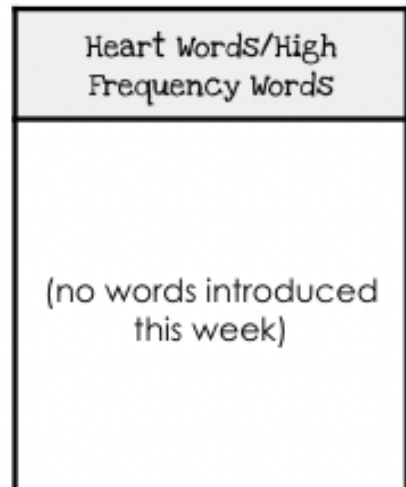 Heart Words/High
Frequency Words
(no words introduced
this week)